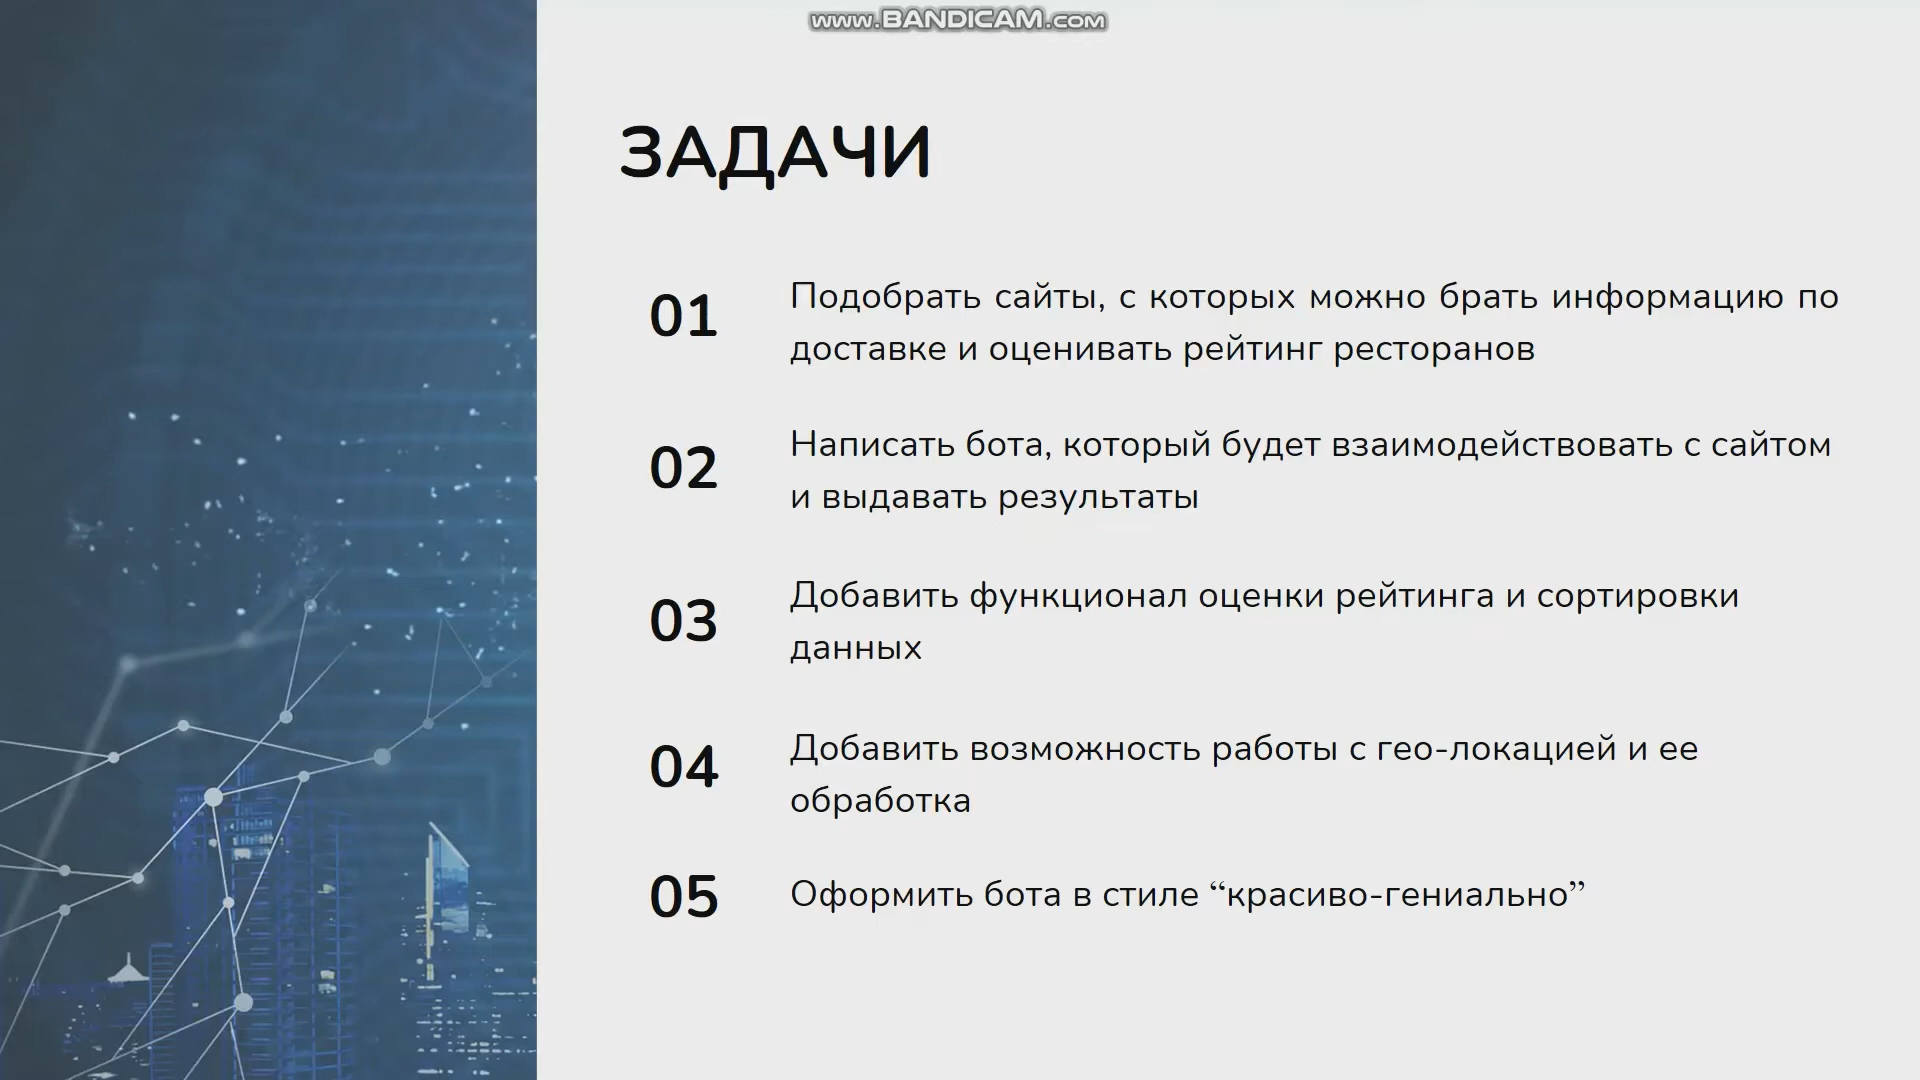 www.BANDICAM.com
ЗАДАЧИ
01
Подобрать сайты, с которых можно брать информацию по
доставке и оценивать рейтинг ресторанов
02
Написать бота, который будет взаимодействовать с сайтом
и выдавать результаты
03
Добавить функционал оценки рейтинга и сортировки
данных
04
Добавить возможность работы с гео-локацией и ее
обработка
05
Оформить бота в стиле “красиво-гениально”